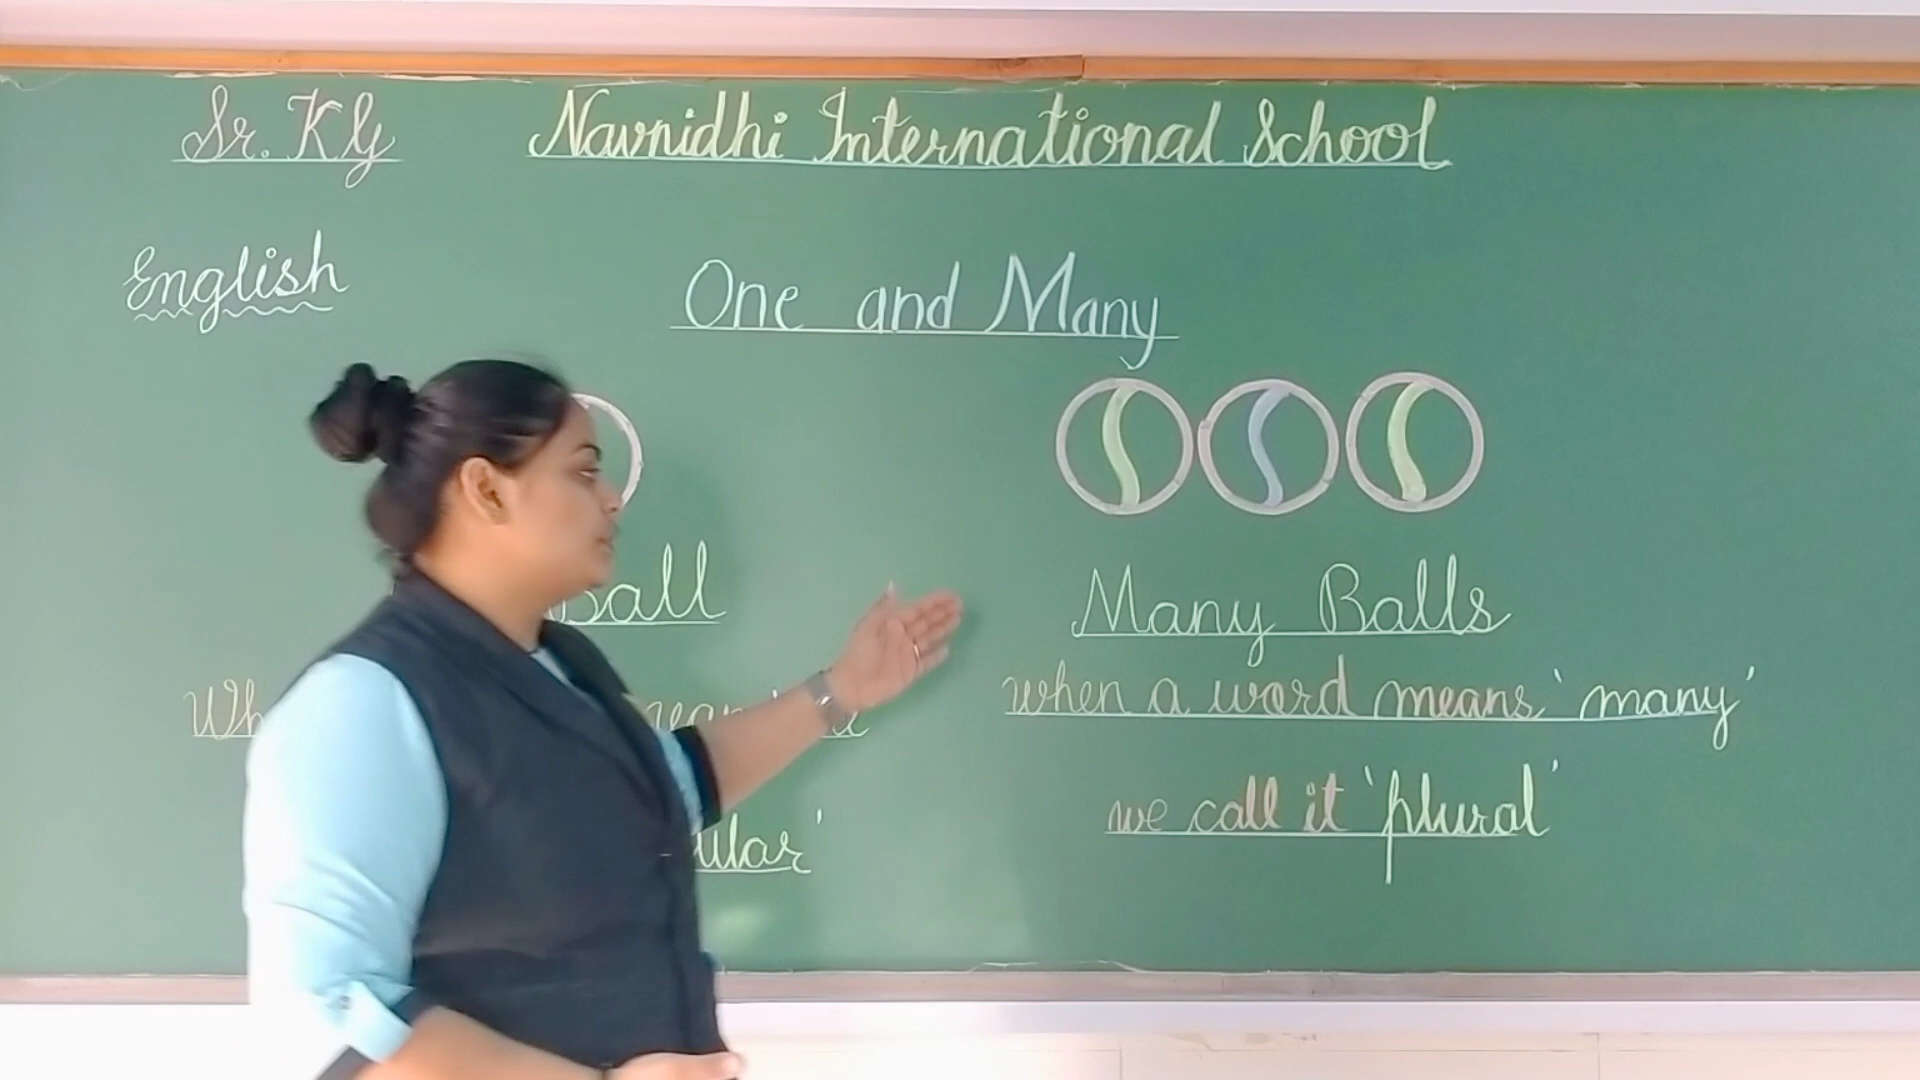 Sr. KG
Navnidhi International School
English
One and Many
Ball
Many Balls
when a word means 'many'
we call it 'plural'